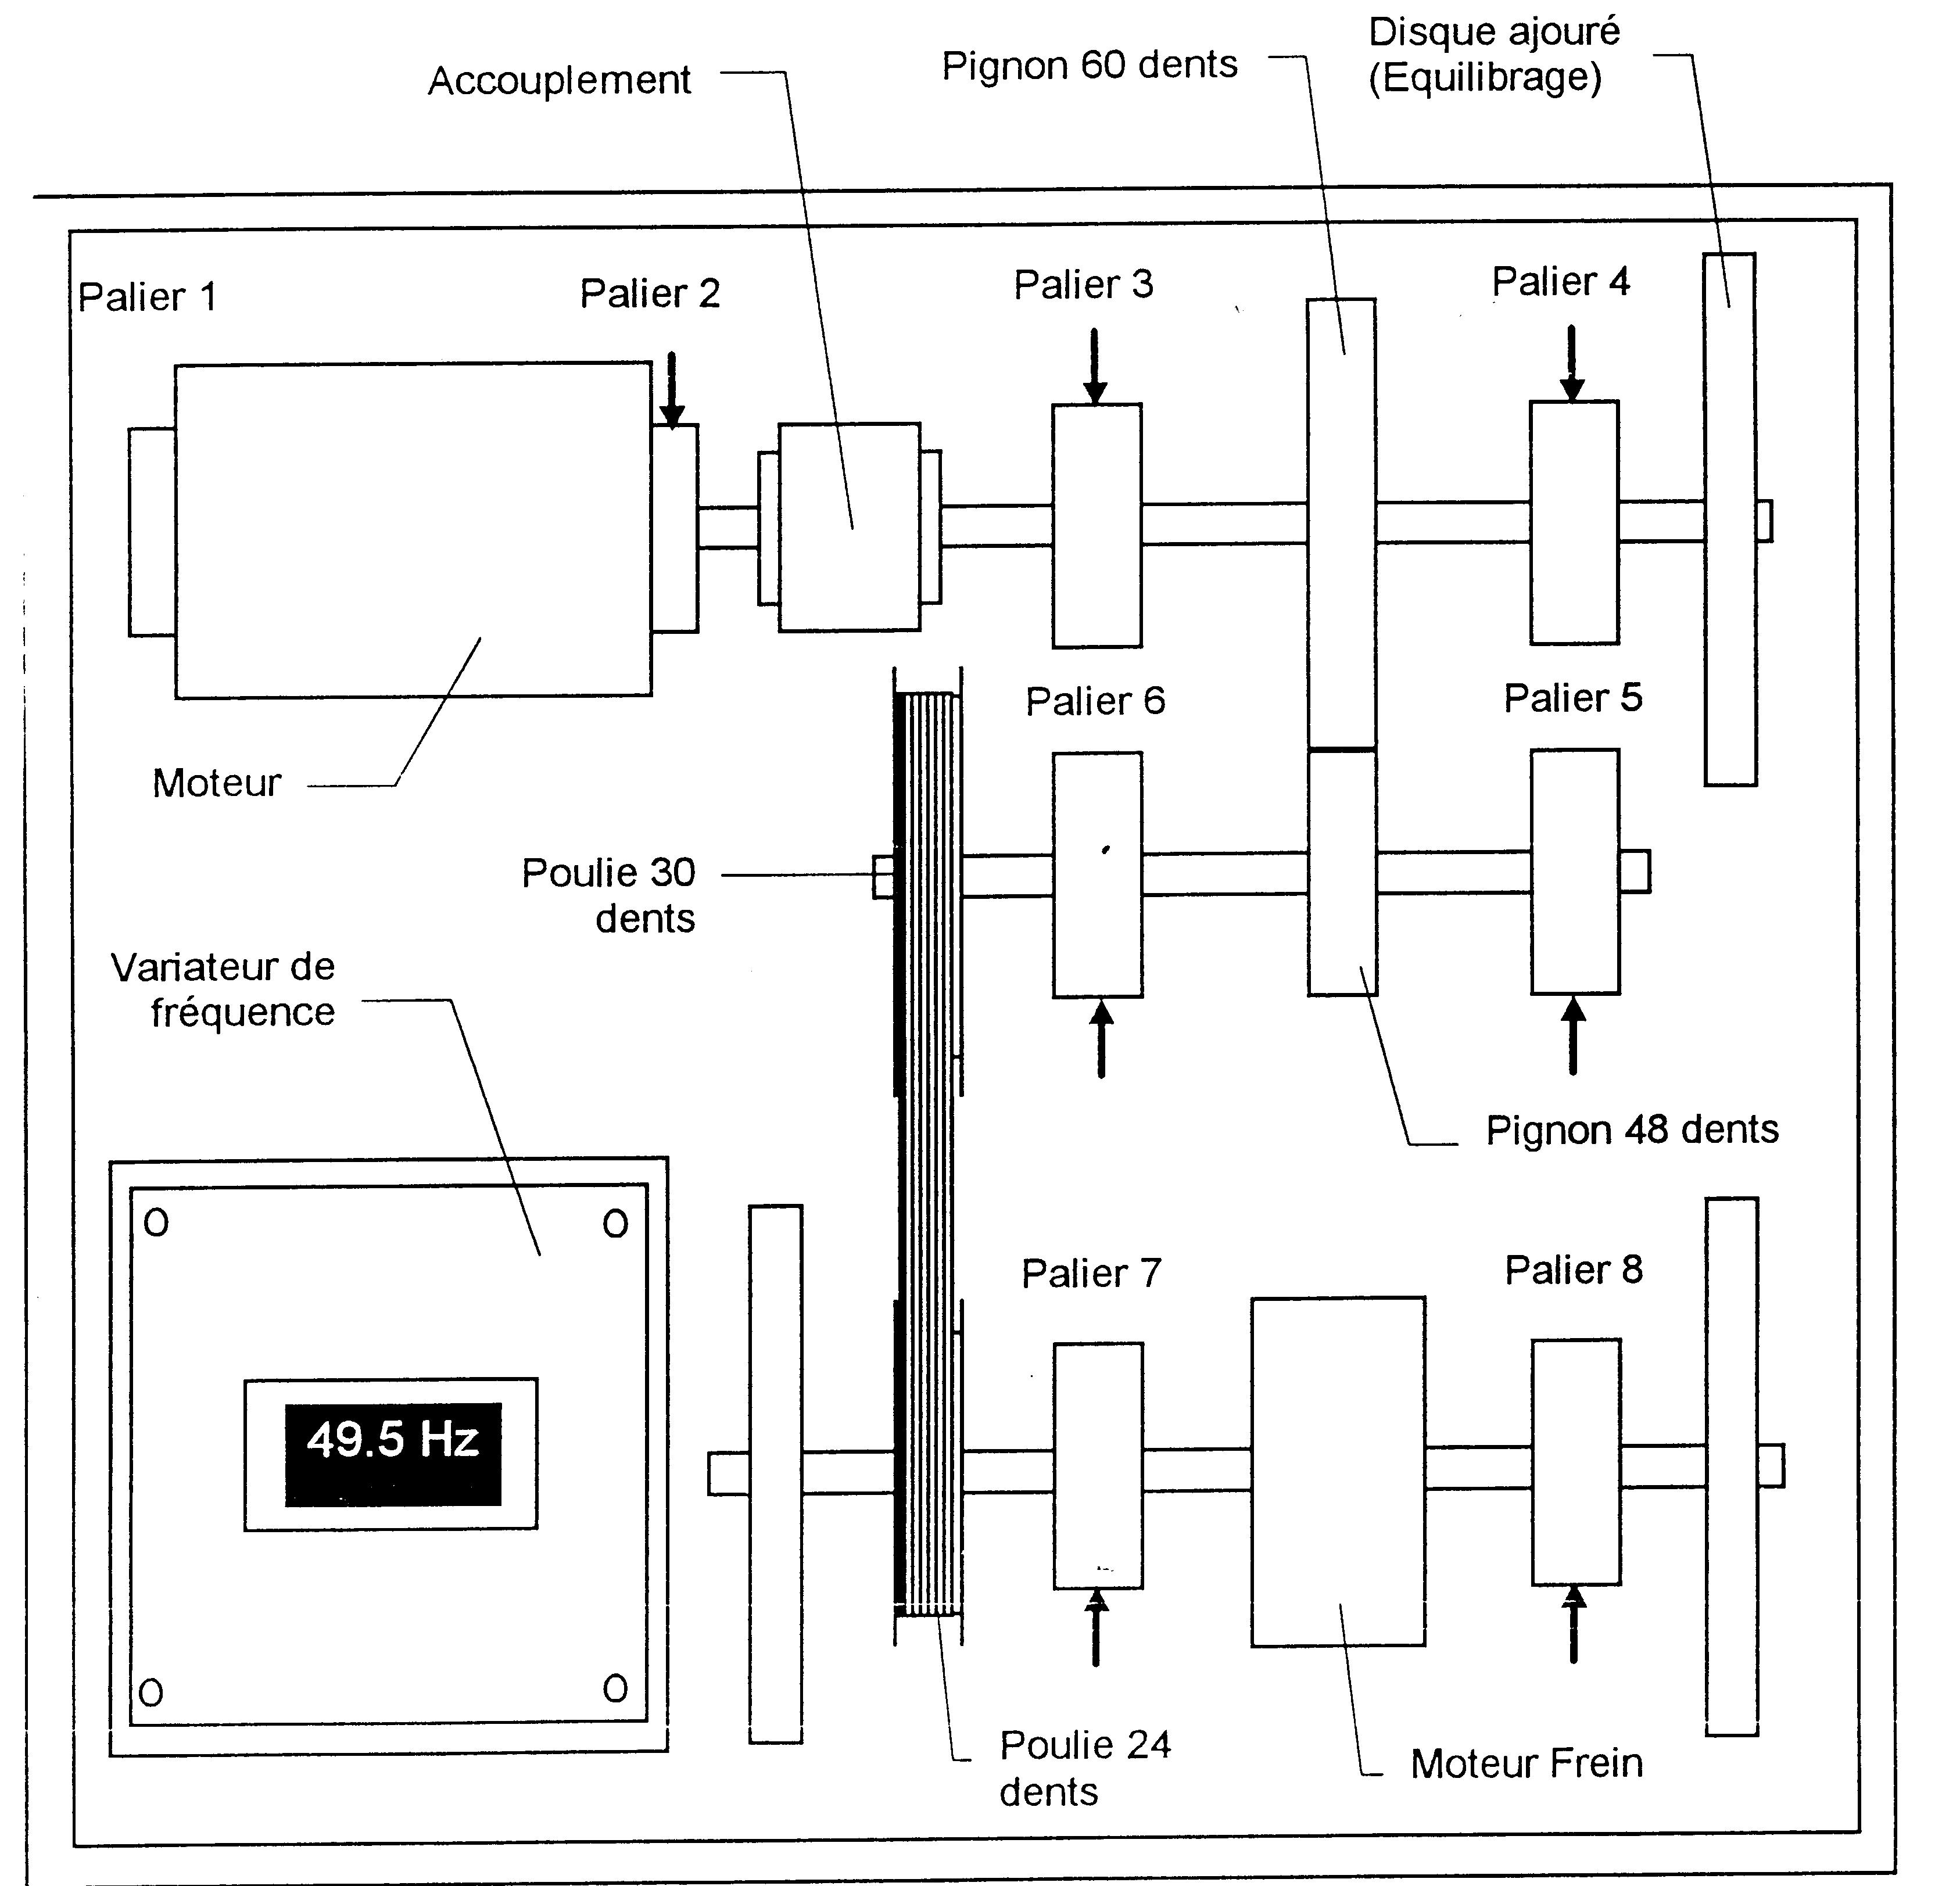 Disque ajouré
(Equilibrage)
Pignon 60 dents
Accouplement
Palier 1
Palier 2
Palier 3
Palier 4
Moteur
Palier 6
Palier 5
Poulie 30
dents
Variateur de
fréquence
Pignon 48 dents
Palier 7
Palier 8
49.5 Hz
Poulie 24
dents
Moteur Frein